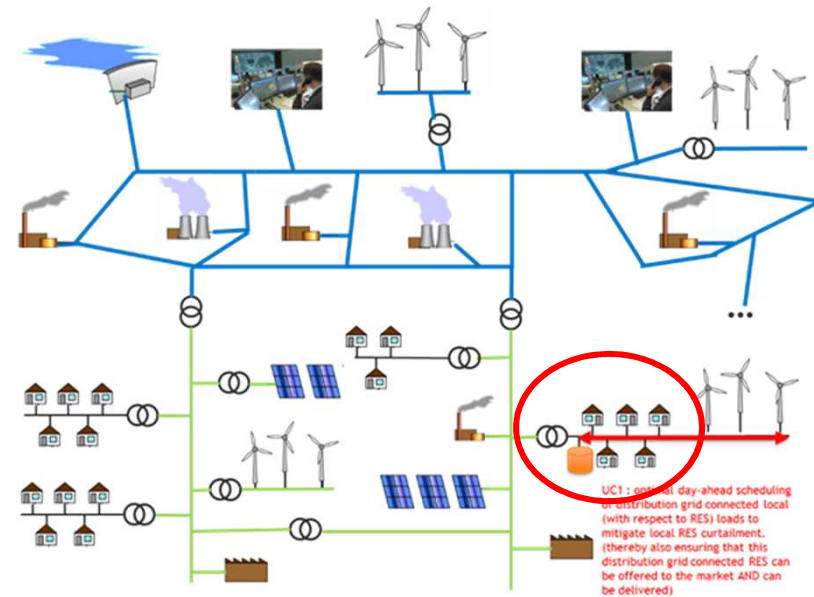 ...
UC1 : optimal day-ahead scheduling
of distribution grid connected local
(with respect to RES) loads to
mitigate local RES curtailment.
(thereby also ensuring that this
distribution grid connected RES can
be offered to the market AND can
be delivered)